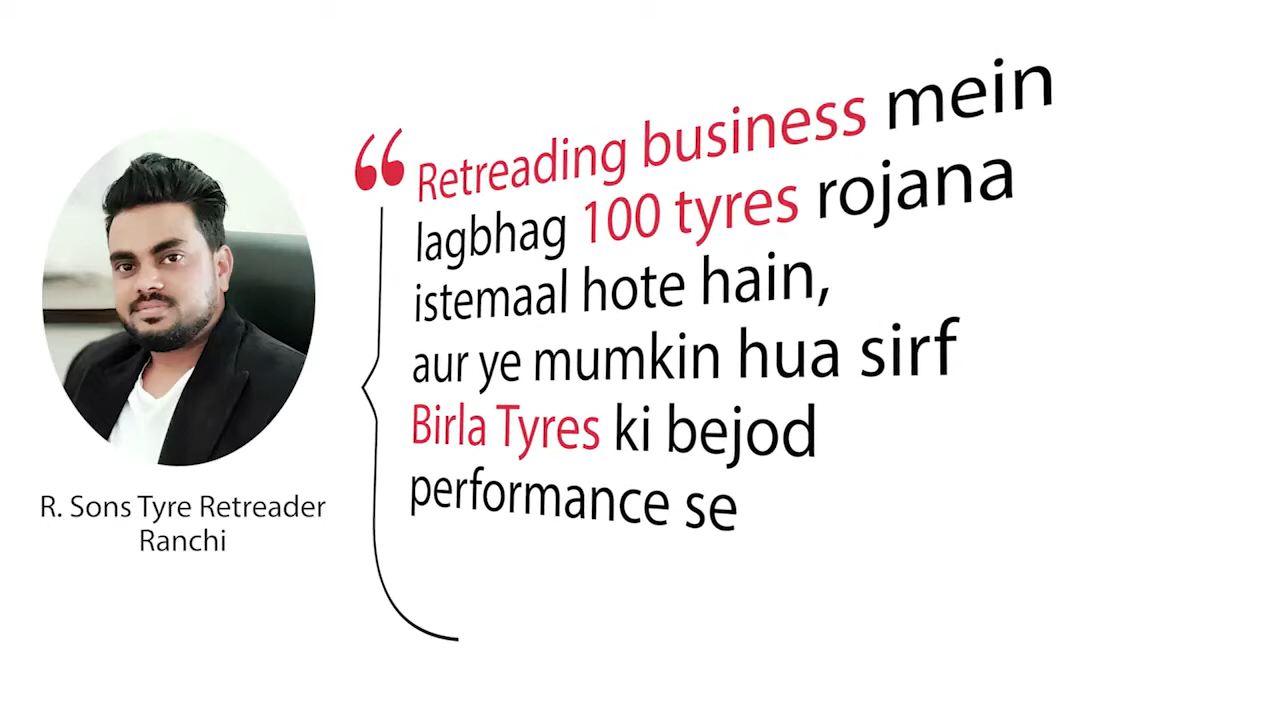 “Retreading business mein
lagbhag 100 tyres rojana
istemaal hote hain,
aur ye mumkin hua sirf
Birla Tyres ki bejod
performance se
R. Sons Tyre Retreader
Ranchi